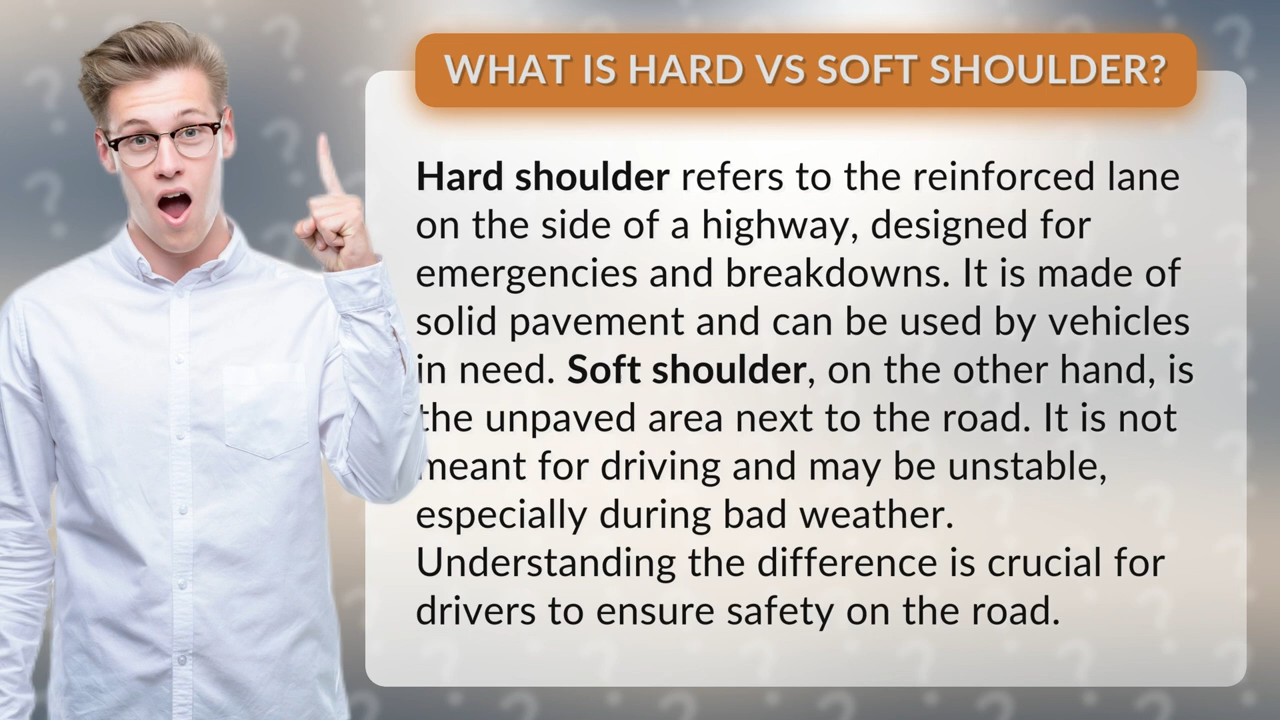 WHAT IS HARD VS SOFT SHOULDER?
Hard shoulder refers to the reinforced lane
on the side of a highway, designed for
emergencies and breakdowns. It is made of
solid pavement and can be used by vehicles
in need. Soft shoulder, on the other hand, is
the unpaved area next to the road. It is not
meant for driving and may be unstable,
especially during bad weather.
Understanding the difference is crucial for
drivers to ensure safety on the road.